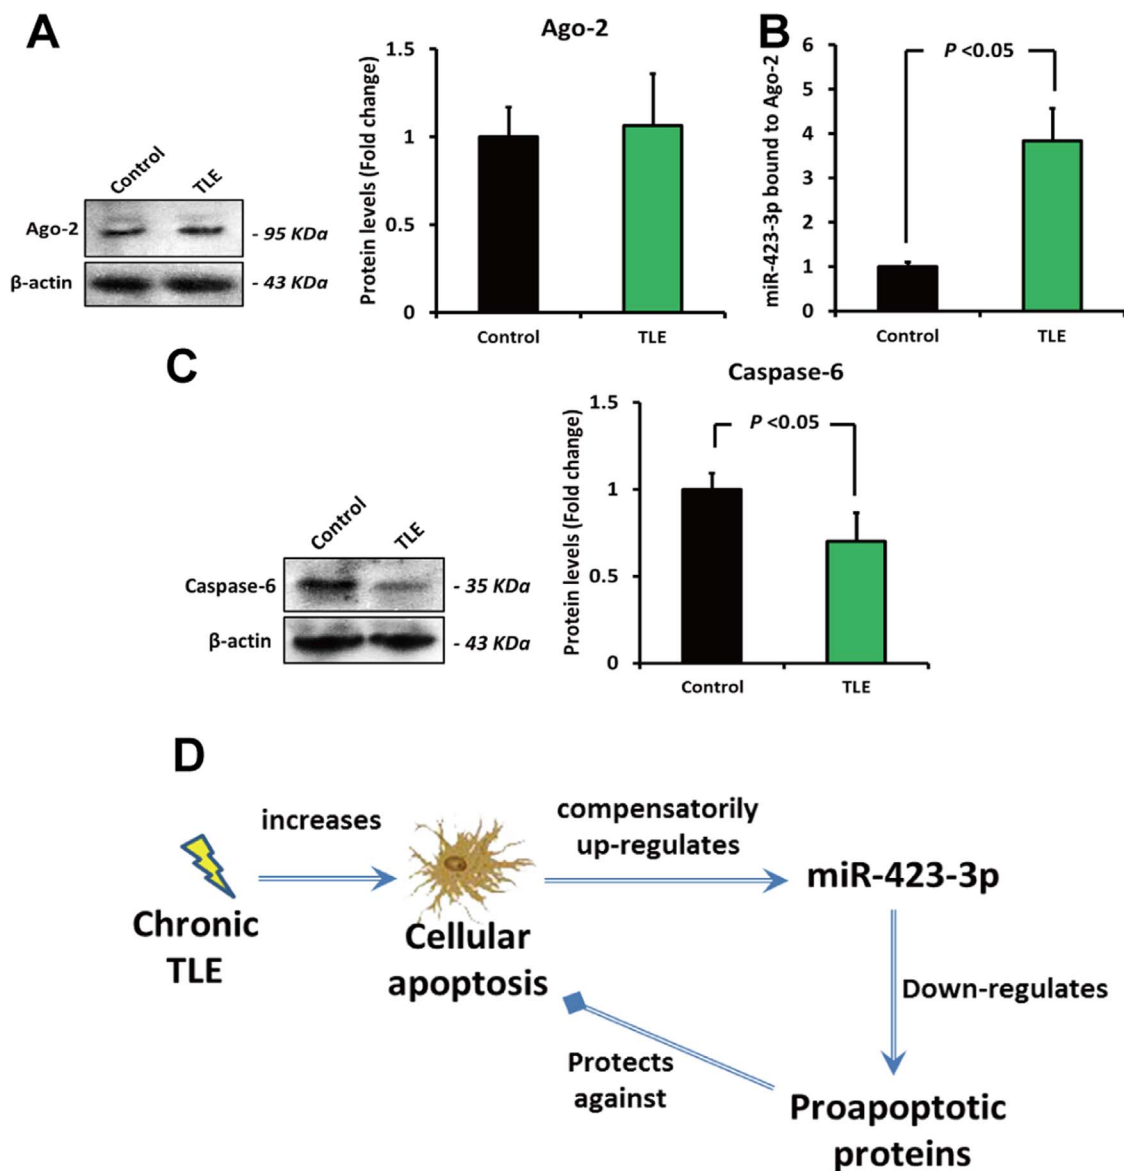 A
Control
TLE
Ago-2
- 95 KDa
β-actin
- 43 KDa
Ago-2
Protein levels (Fold change)
1.5
1
0.5
0
Control
TLE
B
miR-423-3p bound to Ago-2
6
5
4
3
2
1
0
P <0.05
Control
TLE
C
Control
TLE
Caspase-6
- 35 KDa
β-actin
- 43 KDa
Caspase-6
Protein levels (Fold change)
1.5
1
0.5
0
P <0.05
Control
TLE
D
increases
compensatorily
up-regulates
miR-423-3p
Chronic
TLE
Cellular
apoptosis
Down-regulates
Protects
against
Proapoptotic
proteins